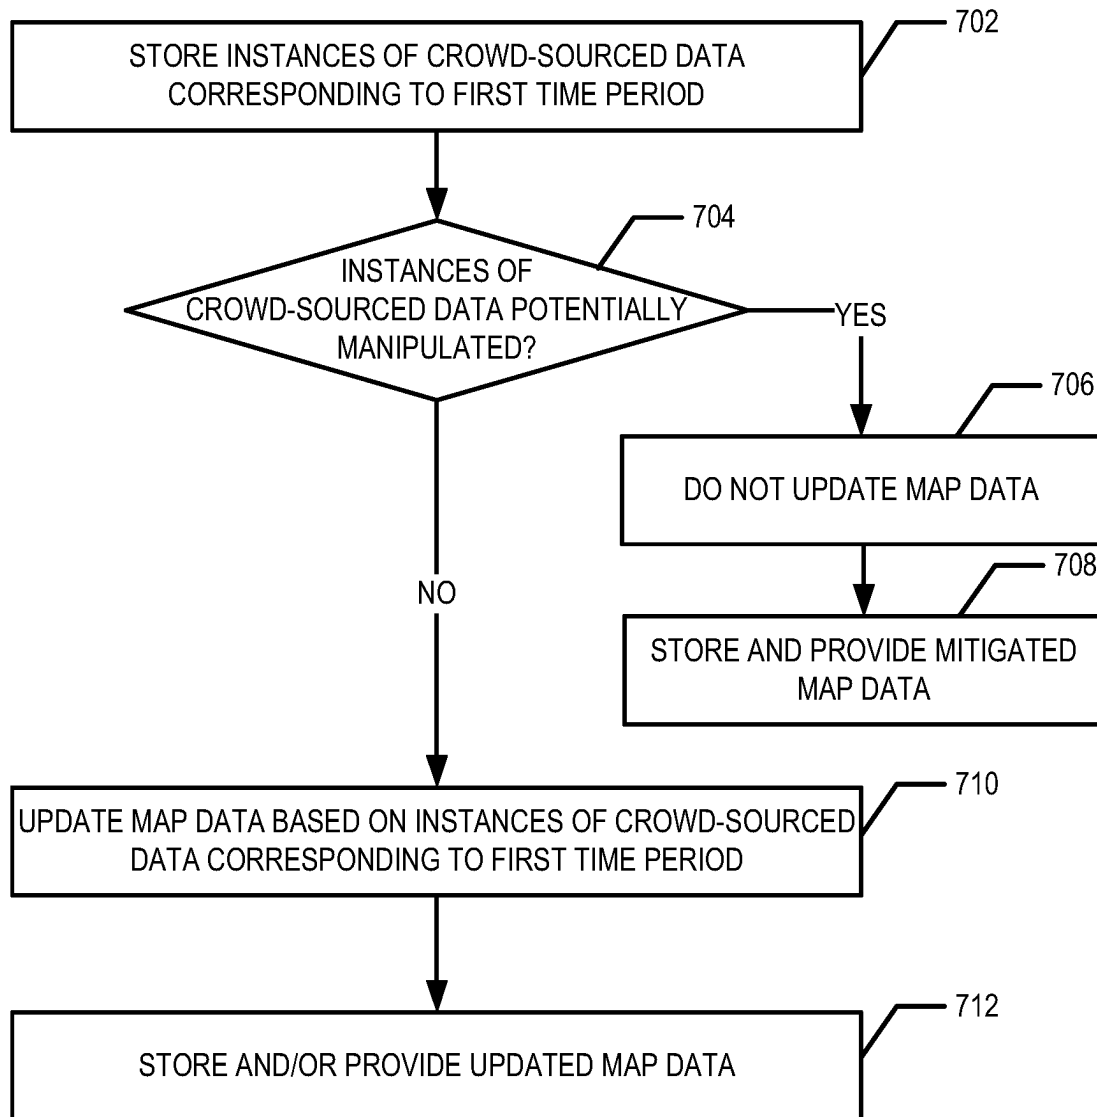 702
STORE INSTANCES OF CROWD-SOURCED DATA
CORRESPONDING TO FIRST TIME PERIOD
704
INSTANCES OF
CROWD-SOURCED DATA POTENTIALLY
MANIPULATED?
YES
706
DO NOT UPDATE MAP DATA
708
NO
STORE AND PROVIDE MITIGATED
MAP DATA
710
UPDATE MAP DATA BASED ON INSTANCES OF CROWD-SOURCED
DATA CORRESPONDING TO FIRST TIME PERIOD
712
STORE AND/OR PROVIDE UPDATED MAP DATA